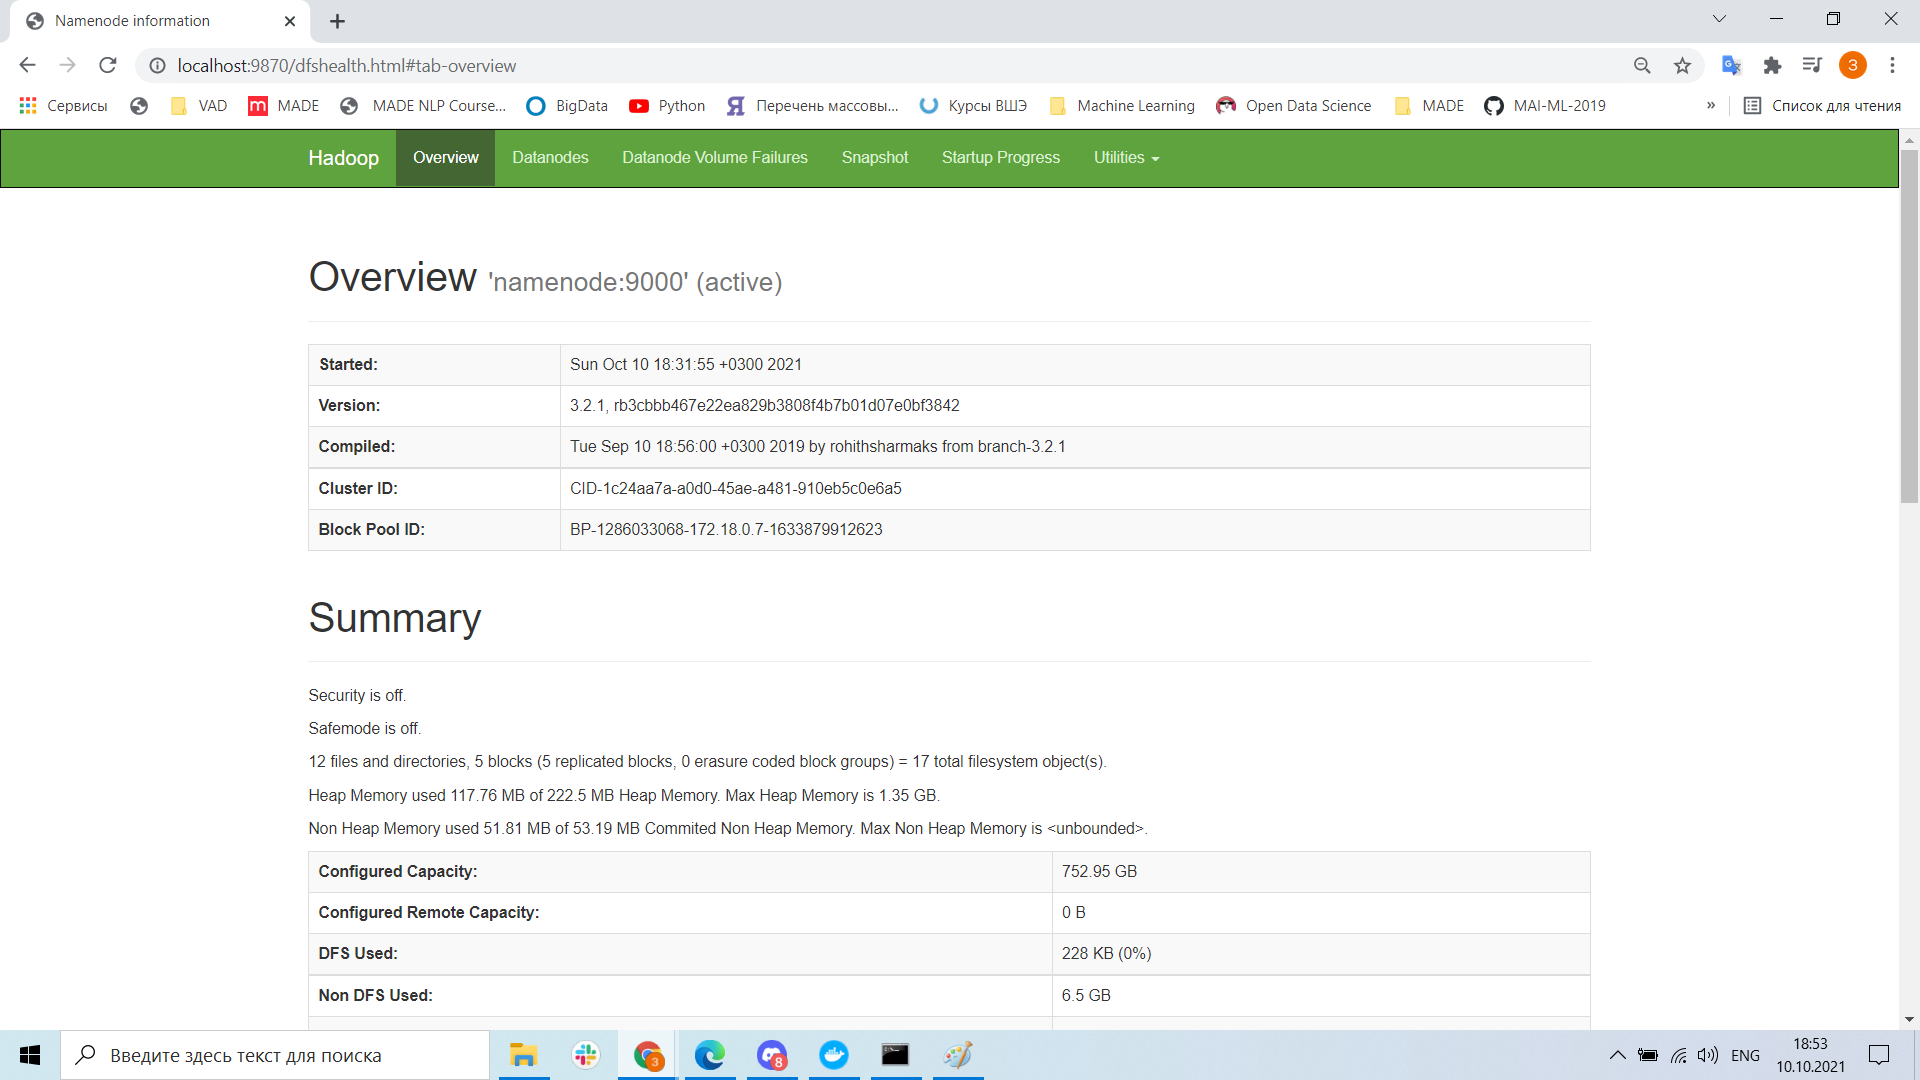 Namenode information
localhost:9870/dfshealth.html#tab-overview
3
Сервисы VAD MADE MADE NLP Course... BigData Python Перечень массовы... Курсы ВШЭ Machine Learning Open Data Science MADE MAI-ML-2019 » Список для чтения
Hadoop Overview Datanodes Datanode Volume Failures Snapshot Startup Progress Utilities
Overview 'namenode:9000' (active)
Started: Sun Oct 10 18:31:55 +0300 2021
Version: 3.2.1, rb3cbbb467e22ea829b3808f4b7b01d07e0bf3842
Compiled: Tue Sep 10 18:56:00 +0300 2019 by rohithsharmaks from branch-3.2.1
Cluster ID: CID-1c24aa7a-a0d0-45ae-a481-910eb5c0e6a5
Block Pool ID: BP-1286033068-172.18.0.7-1633879912623
Summary
Security is off.
Safemode is off.
12 files and directories, 5 blocks (5 replicated blocks, 0 erasure coded block groups) = 17 total filesystem object(s).
Heap Memory used 117.76 MB of 222.5 MB Heap Memory. Max Heap Memory is 1.35 GB.
Non Heap Memory used 51.81 MB of 53.19 MB Commited Non Heap Memory. Max Non Heap Memory is <unbounded>.
Configured Capacity: 752.95 GB
Configured Remote Capacity: 0 B
DFS Used: 228 KB (0%)
Non DFS Used: 6.5 GB
Введите здесь текст для поиска
3
8
ENG
18:53
10.10.2021